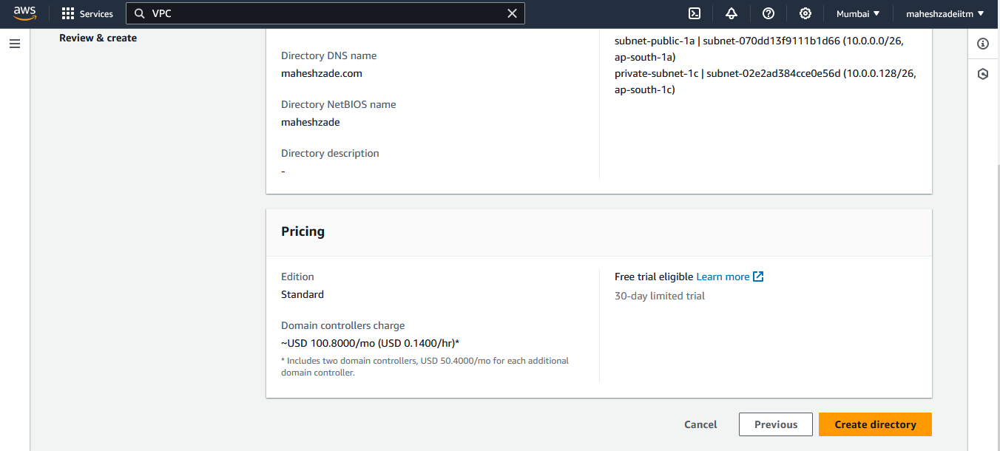 aws
Services
VPC
Mumbai
maheshzadeiitm
Review & create
Directory DNS name
maheshzade.com
Directory NetBIOS name
maheshzade
Directory description
-
subnet-public-1a | subnet-070dd13f9111b1d66 (10.0.0.0/26,
ap-south-1a)
private-subnet-1c | subnet-02e2ad384cce0e56d (10.0.0.128/26,
ap-south-1c)
Pricing
Edition
Standard
Domain controllers charge
~USD 100.8000/mo (USD 0.1400/hr)*
* Includes two domain controllers, USD 50.4000/mo for each additional
domain controller.
Free trial eligible Learn more
30-day limited trial
Cancel
Previous
Create directory